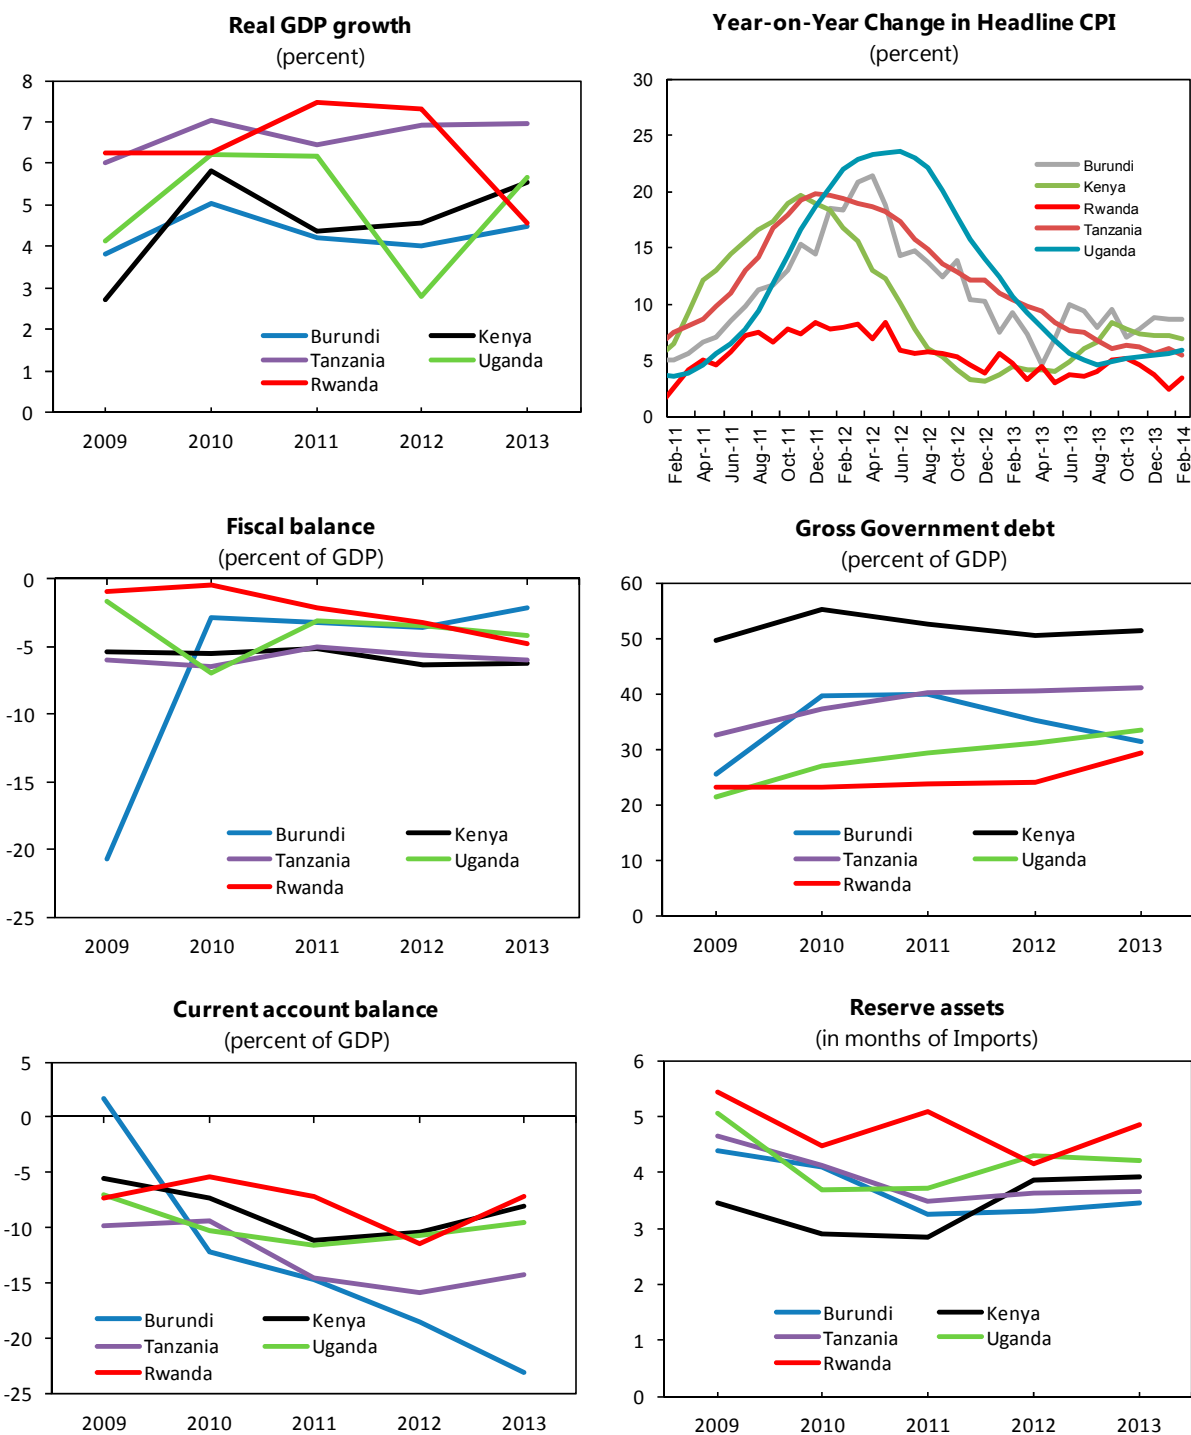 Real GDP growth
(percent)
8
7
6
5
4
3
2
1
0
Burundi Kenya
Tanzania Uganda
Rwanda
2009 2010 2011 2012 2013
Year-on-Year Change in Headline CPI
(percent)
30
25
20
15
10
5
0
Burundi
Kenya
Rwanda
Tanzania
Uganda
Feb-11 Apr-11 Jun-11 Aug-11 Oct-11 Dec-11 Feb-12 Apr-12 Jun-12 Aug-12 Oct-12 Dec-12 Feb-13 Apr-13 Jun-13 Aug-13 Oct-13 Dec-13 Feb-14
Fiscal balance
(percent of GDP)
0
-5
-10
-15
-20
-25
Burundi Kenya
Tanzania Uganda
Rwanda
2009 2010 2011 2012 2013
Gross Government debt
(percent of GDP)
60
50
40
30
20
10
0
Burundi Kenya
Tanzania Uganda
Rwanda
2009 2010 2011 2012 2013
Current account balance
(percent of GDP)
5
0
-5
-10
-15
-20
-25
Burundi Kenya
Tanzania Uganda
Rwanda
2009 2010 2011 2012 2013
Reserve assets
(in months of Imports)
6
5
4
3
2
1
0
Burundi Kenya
Tanzania Uganda
Rwanda
2009 2010 2011 2012 2013